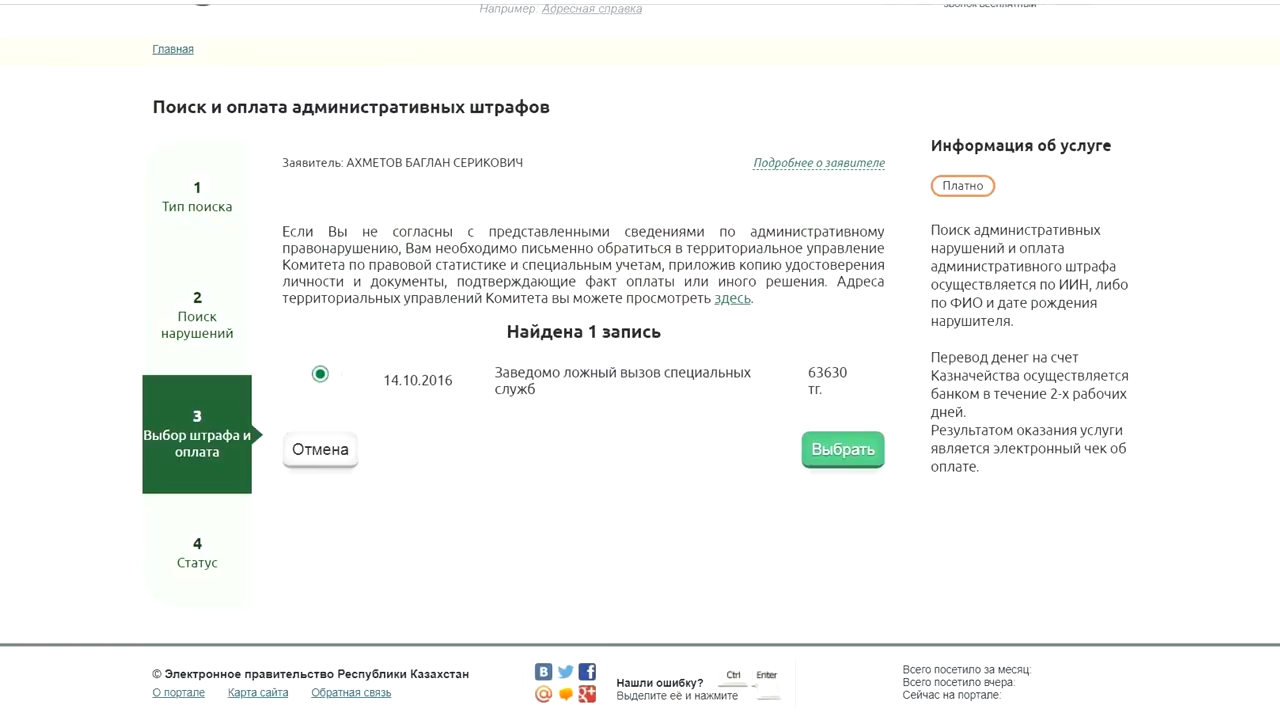 Например: Адресная справка
звонок бесплатный
Главная
Поиск и оплата административных штрафов
1
Тип поиска
2
Поиск
нарушений
3
Выбор штрафа и
оплата
4
Статус
Заявитель: АХМЕТОВ БАГЛАН СЕРИКОВИЧ
Подробнее о заявителе
Если Вы не согласны с представленными сведениями по административному
правонарушению, Вам необходимо письменно обратиться в территориальное управление
Комитета по правовой статистике и специальным учетам, приложив копию удостоверения
личности и документы, подтверждающие факт оплаты или иного решения. Адреса
территориальных управлений Комитета вы можете просмотреть здесь.
Найдена 1 запись
14.10.2016
Заведомо ложный вызов специальных
служб
63630
тг.
Отмена
Выбрать
Информация об услуге
Платно
Поиск административных
нарушений и оплата
административного штрафа
осуществляется по ИИН, либо
по ФИО и дате рождения
нарушителя.
Перевод денег на счет
Казначейства осуществляется
банком в течение 2-х рабочих
дней.
Результатом оказания услуги
является электронный чек об
оплате.
© Электронное правительство Республики Казахстан
О портале
Карта сайта
Обратная связь
Нашли ошибку?
Выделите её и нажмите
Ctrl
Enter
Всего посетило за месяц:
Всего посетило вчера:
Сейчас на портале: